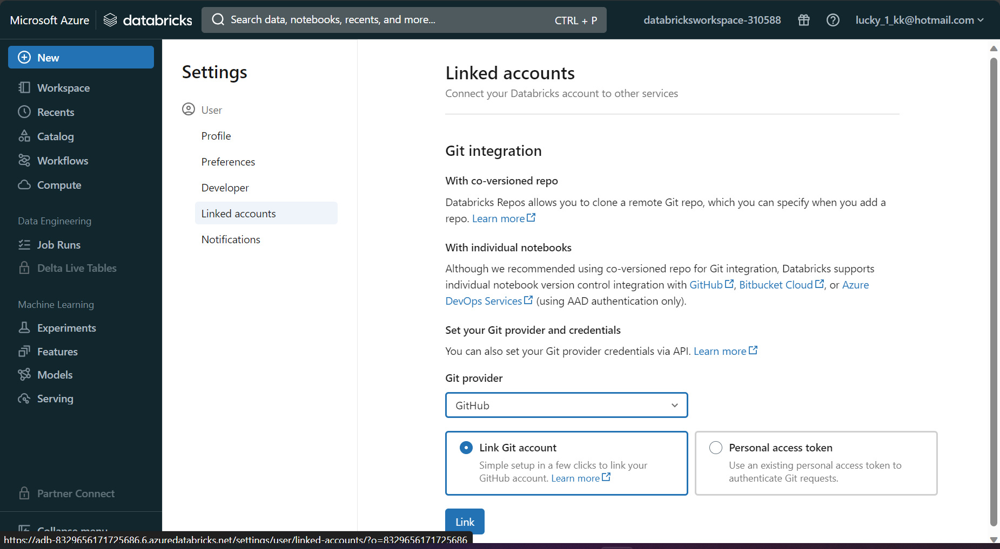 Microsoft Azure
databricks
Search data, notebooks, recents, and more...
CTRL + P
databricksworkspace-310588
lucky_1_kk@hotmail.com
New
Workspace
Recents
Catalog
Workflows
Compute
Data Engineering
Job Runs
Delta Live Tables
Machine Learning
Experiments
Features
Models
Serving
Partner Connect
Collapse menu
https://adb-8329656171725686.6.azuredatabricks.net/settings/user/linked-accounts/?o=8329656171725686
Settings
User
Profile
Preferences
Developer
Linked accounts
Notifications
Linked accounts
Connect your Databricks account to other services
Git integration
With co-versioned repo
Databricks Repos allows you to clone a remote Git repo, which you can specify when you add a
repo. Learn more
With individual notebooks
Although we recommended using co-versioned repo for Git integration, Databricks supports
individual notebook version control integration with GitHub, Bitbucket Cloud, or Azure
DevOps Services (using AAD authentication only).
Set your Git provider and credentials
You can also set your Git provider credentials via API. Learn more
Git provider
GitHub
Link Git account
Simple setup in a few clicks to link your
GitHub account. Learn more
Personal access token
Use an existing personal access token to
authenticate Git requests.
Link